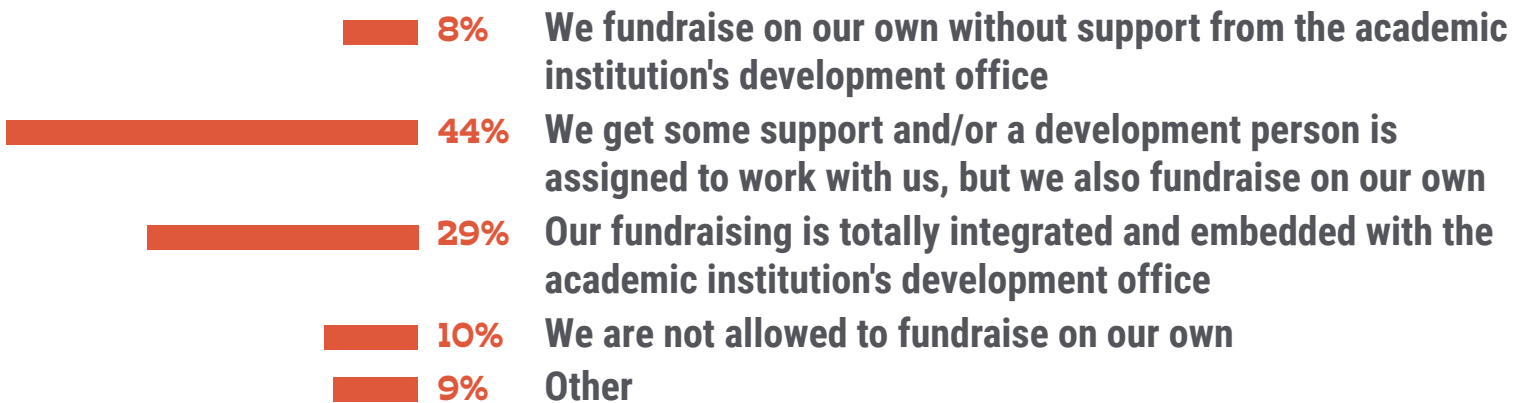 8% We fundraise on our own without support from the academic
institution's development office
44% We get some support and/or a development person is
assigned to work with us, but we also fundraise on our own
29% Our fundraising is totally integrated and embedded with the
academic institution's development office
10% We are not allowed to fundraise on our own
9% Other